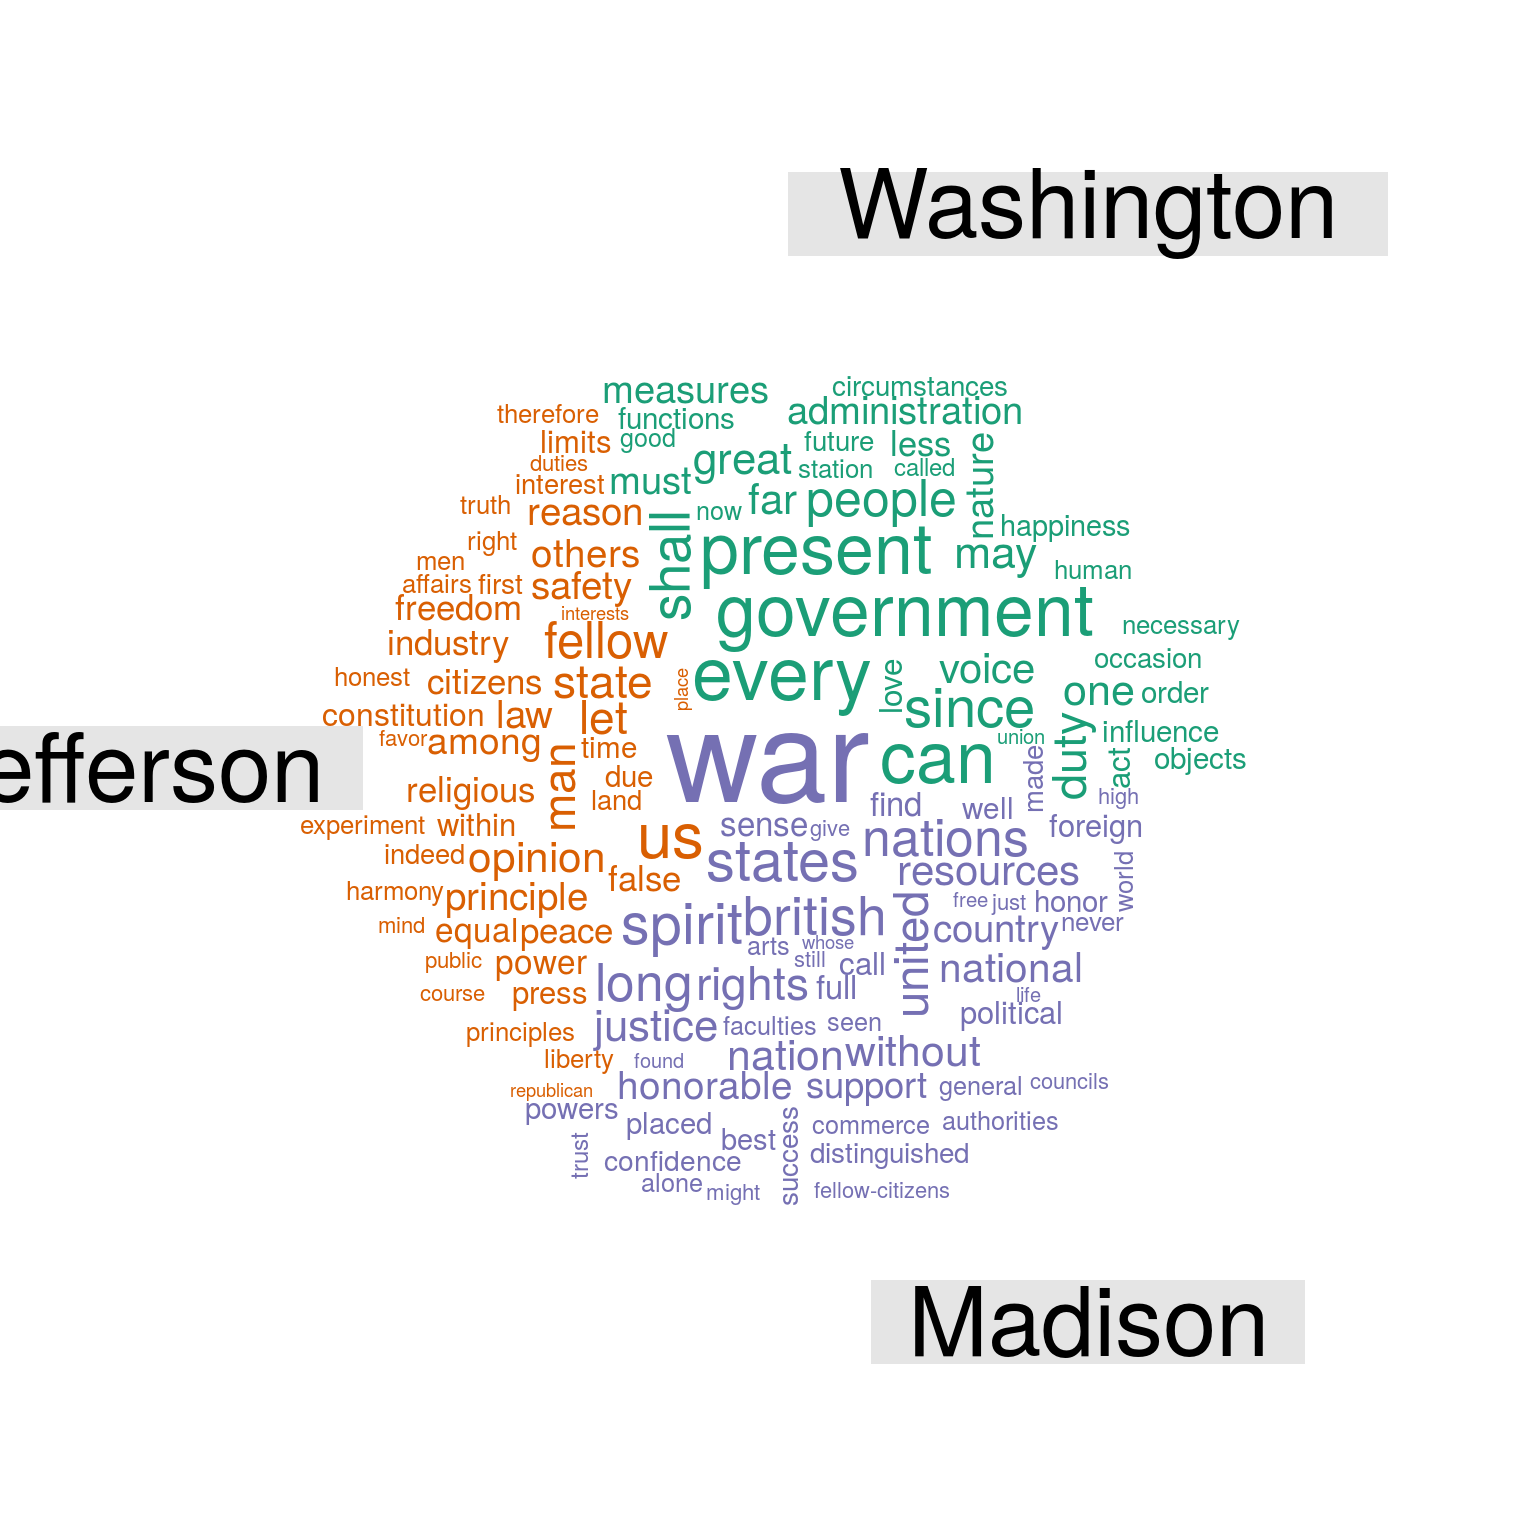 Washington
measures
circumstances
therefore
functions
administration
limits
good
future
less
nature
duties
great
station
called
interest
must
far
people
truth
reason
shall
now
happiness
right
others
present
may
men
human
affairs
first
safety
freedom
interests
government
necessary
industry
fellow
occasion
honest
citizens
state
place
every
love
voice
one
order
constitution
law
let
since
duty
influence
efferson
favor
among
man
time
war
can
union
made
act
objects
religious
due
land
find
well
high
experiment
within
us
sense
give
nations
foreign
indeed
opinion
states
resources
world
harmony
principle
false
free
just
honor
mind
equal
peace
spirit
british
united
country
never
arts
whose
public
power
still
call
national
course
press
long
rights
full
life
principles
justice
faculties
seen
political
liberty
found
nation
without
republican
honorable
support
general
councils
powers
placed
best
success
commerce
authorities
trust
confidence
distinguished
alone
might
fellow-citizens
Madison